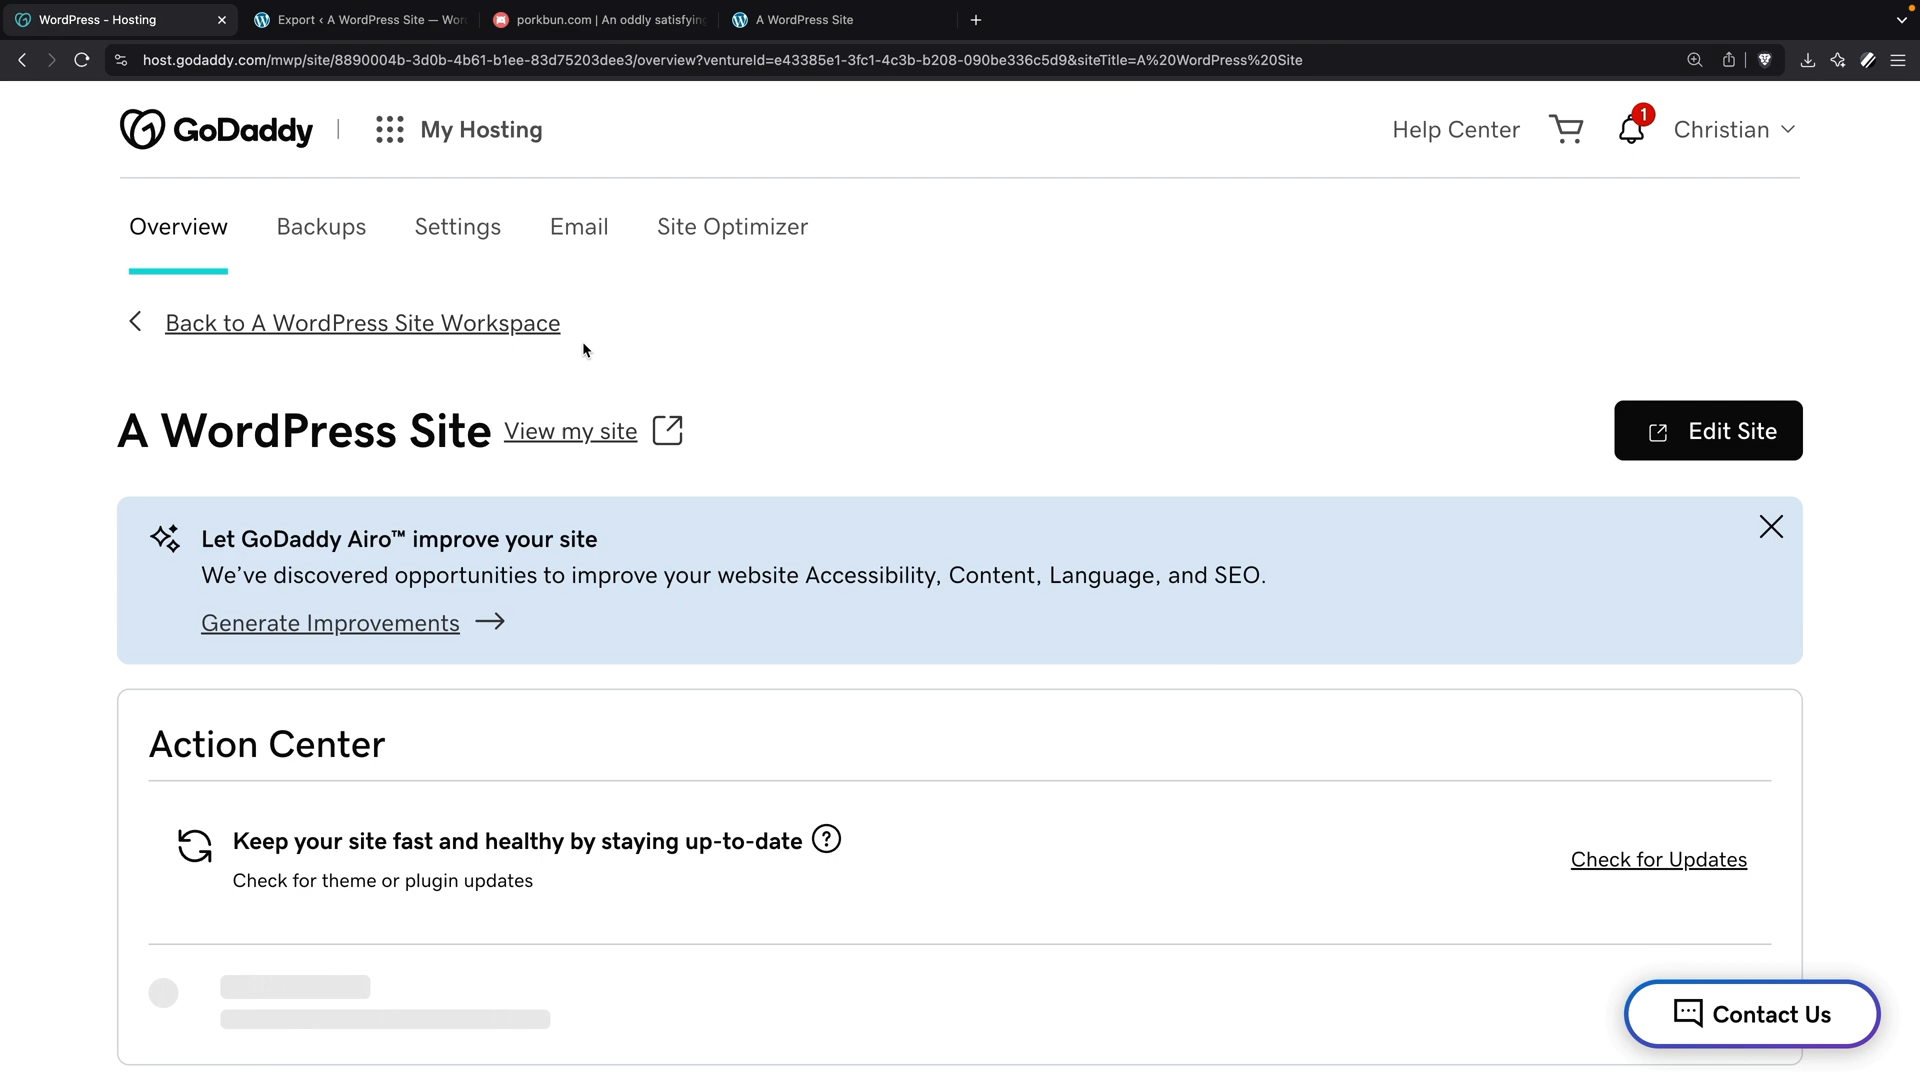 WordPress - Hosting
Export ‹ A WordPress Site — Wor
porkbun.com | An oddly satisfying
A WordPress Site
host.godaddy.com/mwp/site/8890004b-3d0b-4b61-b1ee-83d75203dee3/overview?ventureId=e43385e1-3fc1-4c3b-b208-090be336c5d9&siteTitle=A%20WordPress%20Site
GoDaddy
My Hosting
Help Center
1
Christian
Overview
Backups
Settings
Email
Site Optimizer
Back to A WordPress Site Workspace
A WordPress Site
View my site
Edit Site
Let GoDaddy Airo™ improve your site
We've discovered opportunities to improve your website Accessibility, Content, Language, and SEO.
Generate Improvements
Action Center
Keep your site fast and healthy by staying up-to-date
Check for theme or plugin updates
Check for Updates
Contact Us